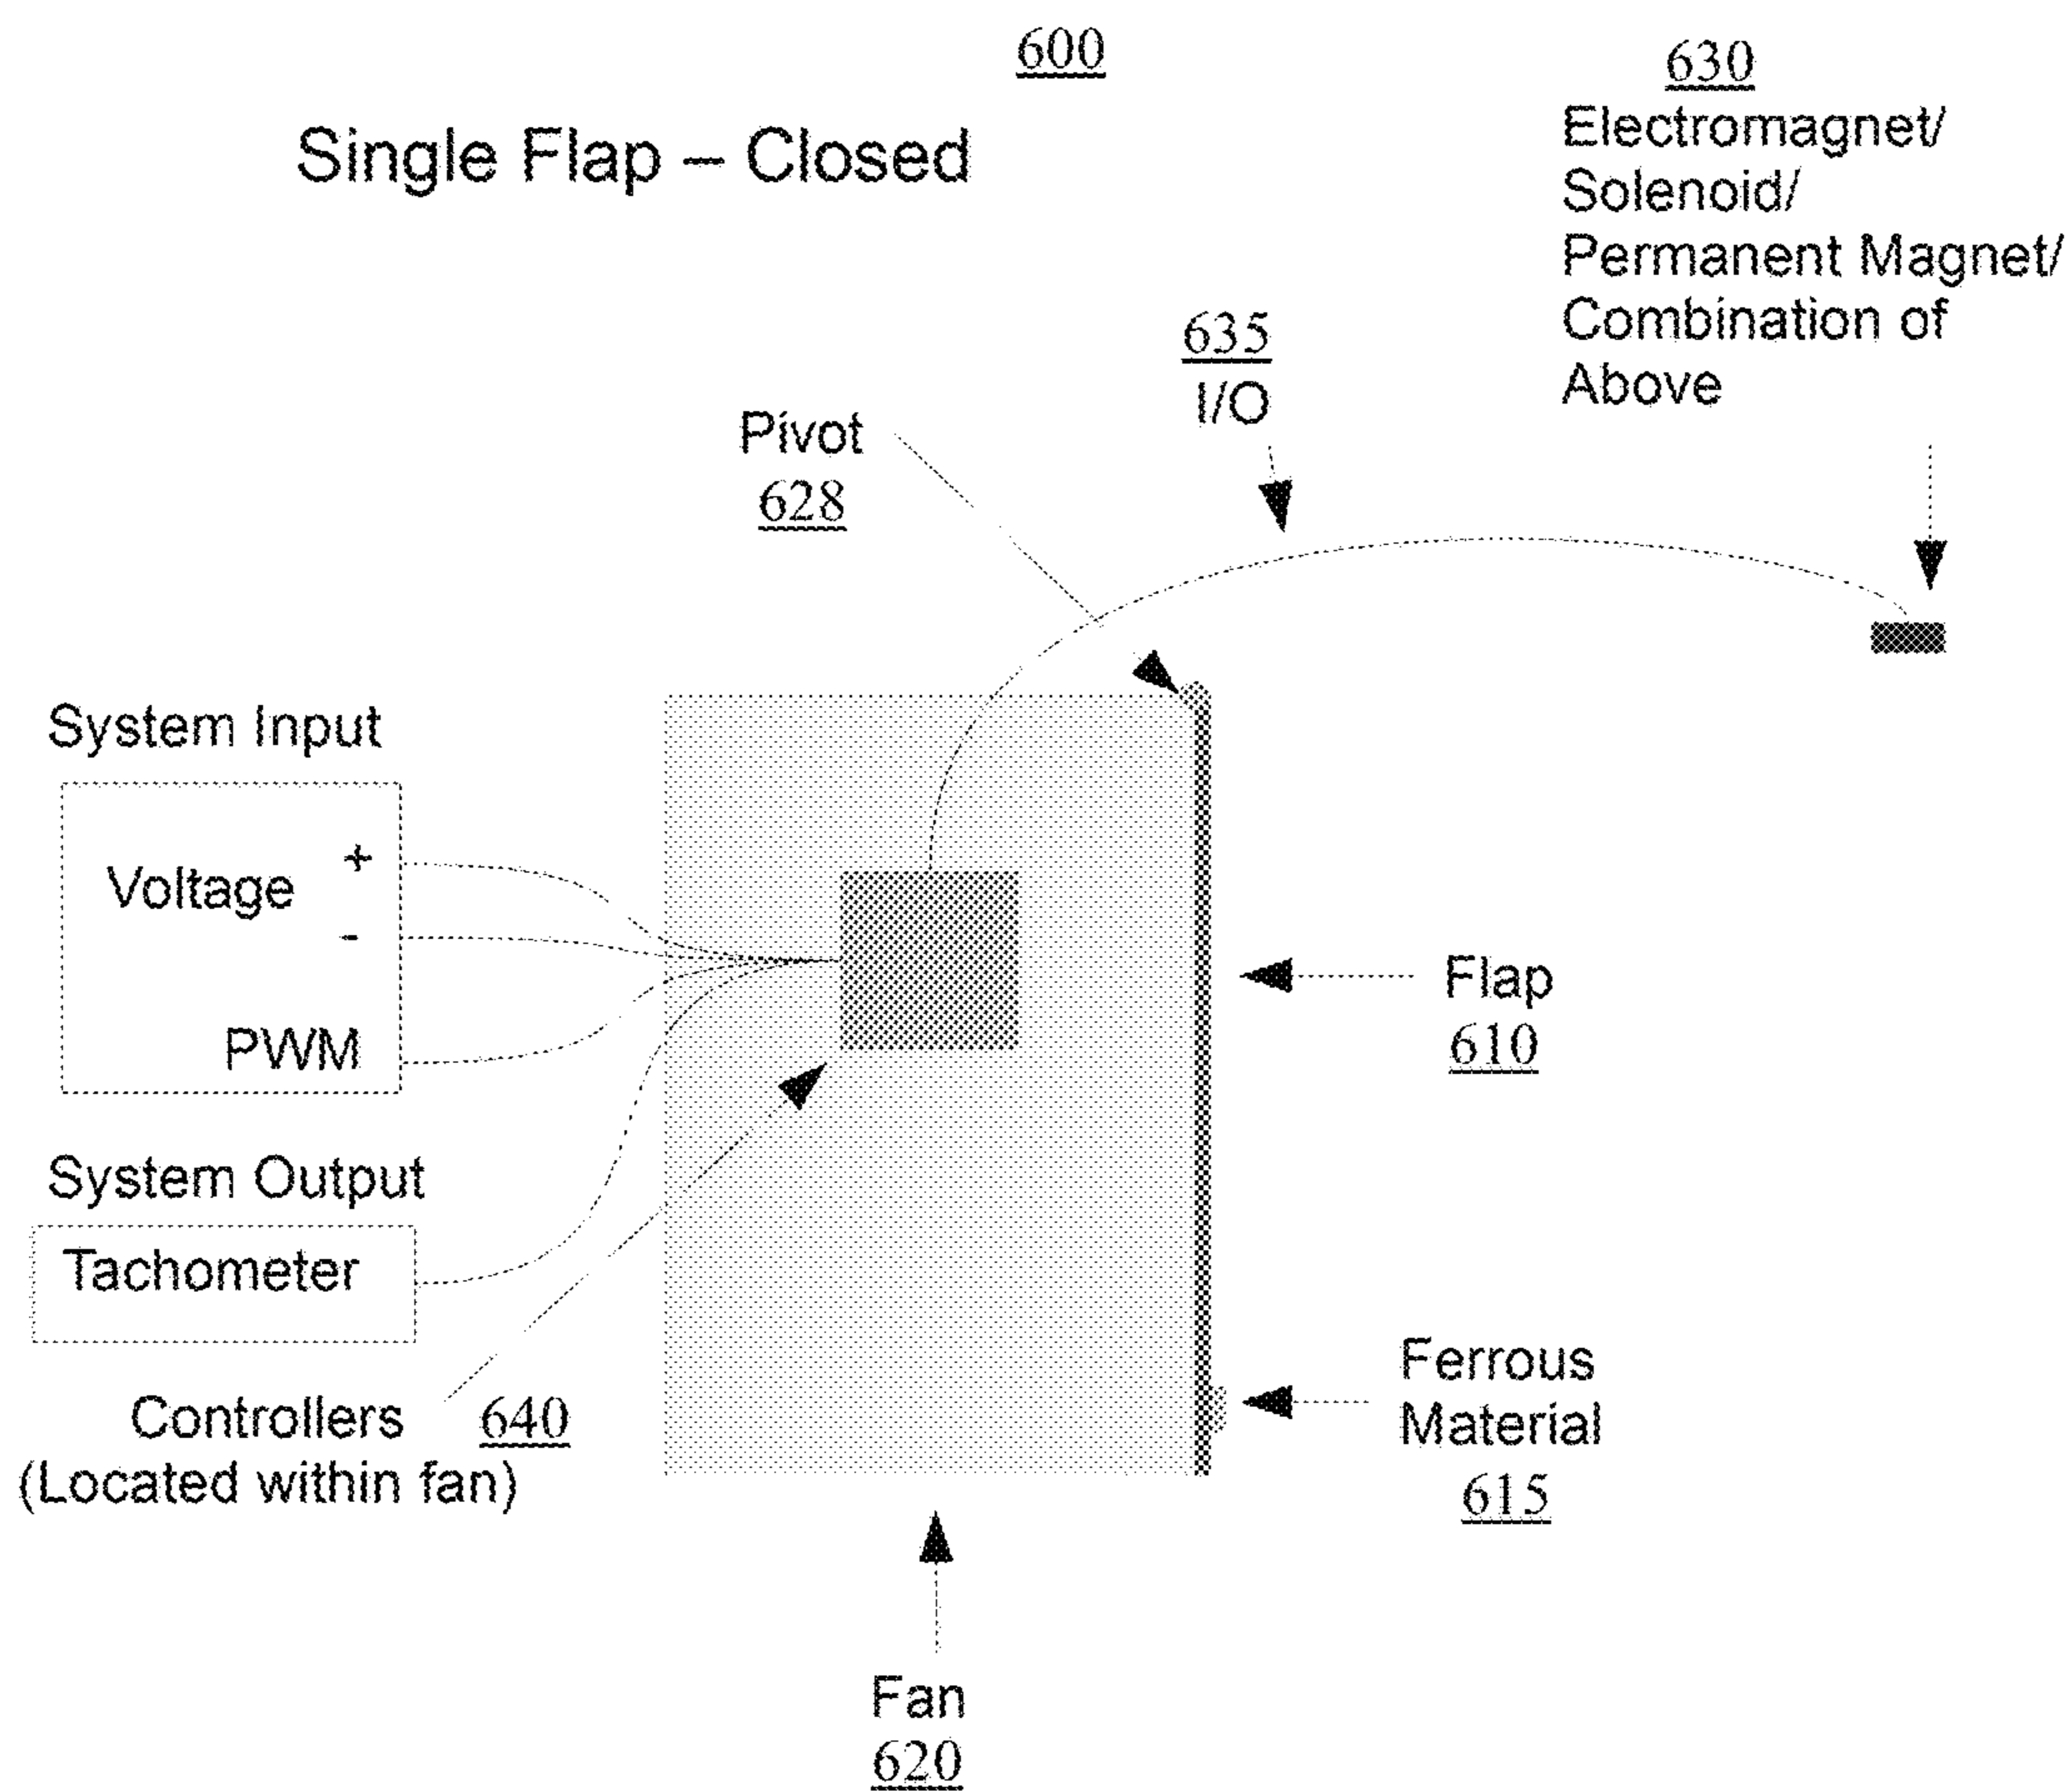 600
Single Flap – Closed
630
Electromagnet/
Solenoid/
Permanent Magnet/
Combination of
Above
635
I/O
Pivot
628
System Input
Voltage
+
-
PWM
Flap
610
System Output
Tachometer
Controllers 640
(Located within fan)
Ferrous
Material
615
Fan
620